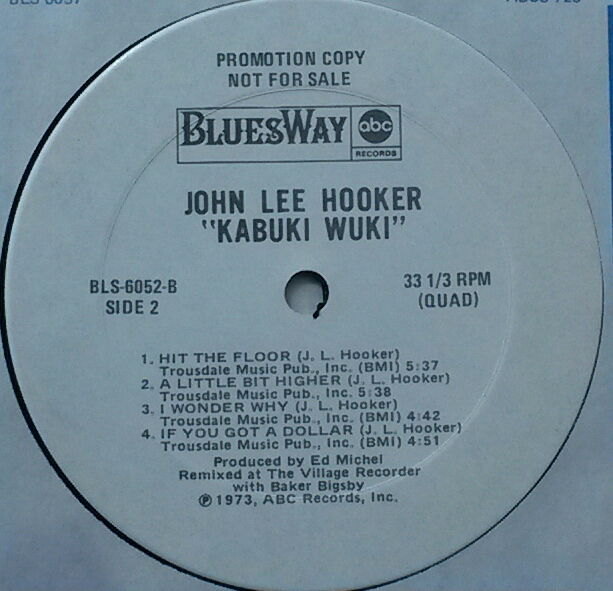 PROMOTION COPY
NOT FOR SALE
BLUESWAY abc
RECORDS
JOHN LEE HOOKER
"KABUKI WUKI"
BLS-6052-B
SIDE 2
33 1/3 RPM
(QUAD)
1. HIT THE FLOOR (J. L. Hooker)
Trousdale Music Pub., Inc. (BMI) 5:37
2. A LITTLE BIT HIGHER (J. L. Hooker)
Trousdale Music Pub., Inc. 5:38
3. I WONDER WHY (J. L. Hooker)
Trousdale Music Pub., Inc. (BMI) 4:42
4. IF YOU GOT A DOLLAR (J. L. Hooker)
Trousdale Music Pub., Inc. (BMI) 4:51
Produced by Ed Michel
Remixed at The Village Recorder
with Baker Bigsby
℗ 1973, ABC Records, Inc.